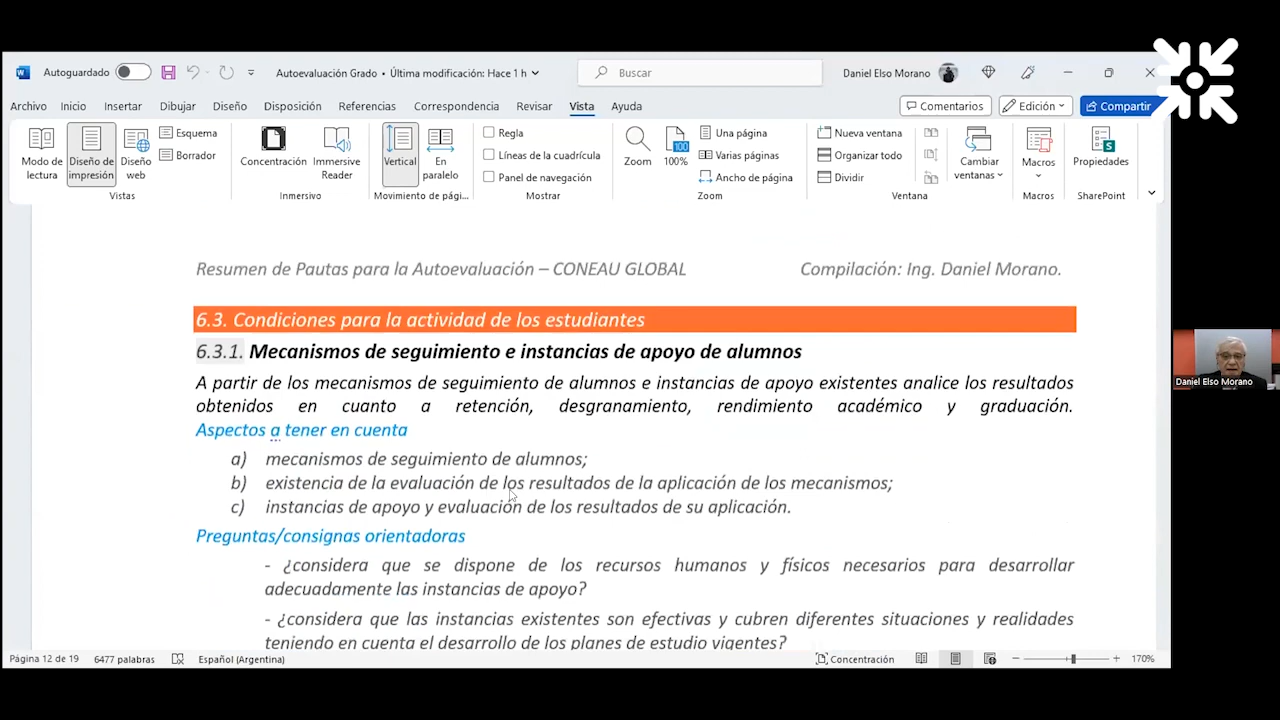 Autoguardado
Autoevaluación Grado • Última modificación: Hace 1 h
Buscar
Daniel Elso Morano
Archivo Inicio Insertar Dibujar Diseño Disposición Referencias Correspondencia Revisar Vista Ayuda
Comentarios Edición Compartir
Modo de lectura
Diseño de impresión
Diseño web
Esquema
Borrador
Vistas
Concentración
Immersive Reader
Inmersivo
Vertical
En paralelo
Movimiento de pági...
Regla
Líneas de la cuadrícula
Panel de navegación
Mostrar
Zoom
100
100%
Una página
Varias páginas
Ancho de página
Zoom
Nueva ventana
Organizar todo
Dividir
Cambiar ventanas
Ventana
Macros
Macros
Propiedades
SharePoint
Resumen de Pautas para la Autoevaluación – CONEAU GLOBAL Compilación: Ing. Daniel Morano.
6.3. Condiciones para la actividad de los estudiantes
6.3.1. Mecanismos de seguimiento e instancias de apoyo de alumnos
A partir de los mecanismos de seguimiento de alumnos e instancias de apoyo existentes analice los resultados
obtenidos en cuanto a retención, desgranamiento, rendimiento académico y graduación.
Aspectos a tener en cuenta
a) mecanismos de seguimiento de alumnos;
b) existencia de la evaluación de los resultados de la aplicación de los mecanismos;
c) instancias de apoyo y evaluación de los resultados de su aplicación.
Preguntas/consignas orientadoras
- ¿considera que se dispone de los recursos humanos y físicos necesarios para desarrollar
adecuadamente las instancias de apoyo?
- ¿considera que las instancias existentes son efectivas y cubren diferentes situaciones y realidades
teniendo en cuenta el desarrollo de los planes de estudio vigentes?
Página 12 de 19 6477 palabras Español (Argentina) Concentración 170%
Daniel Elso Morano